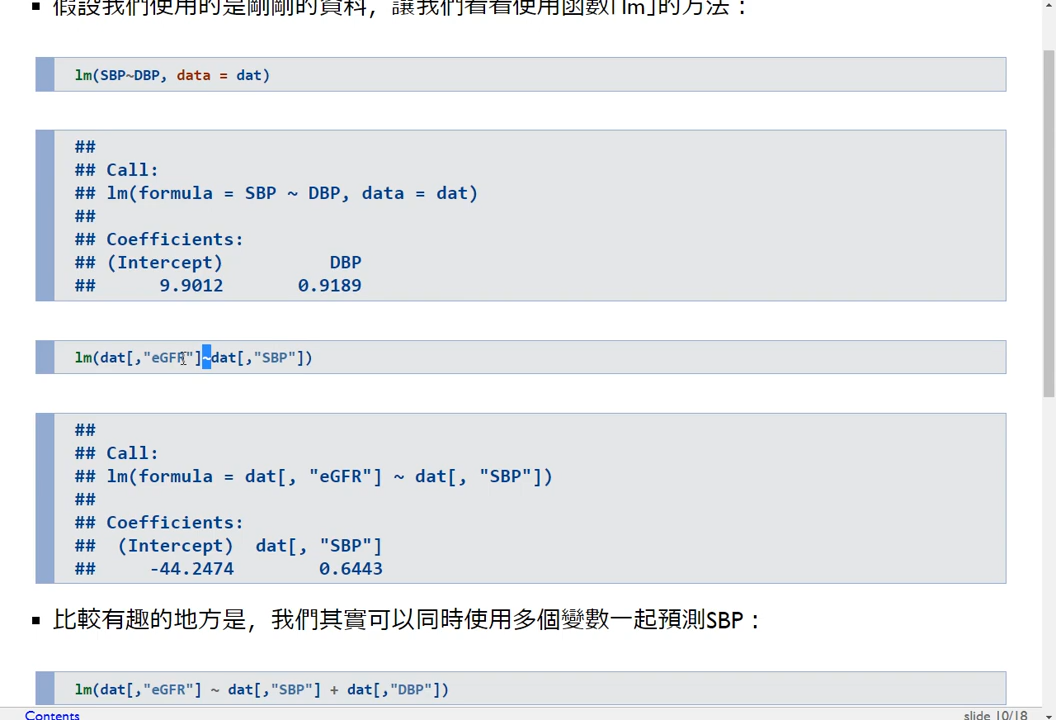 ▪ 假設我們使用的是剛剛的資料，讓我們看看使用函數「lm」的方法：
lm(SBP~DBP, data = dat)
##
## Call:
## lm(formula = SBP ~ DBP, data = dat)
##
## Coefficients:
## (Intercept)          DBP
##      9.9012       0.9189
lm(dat[,"eGFR"]~dat[,"SBP"])
##
## Call:
## lm(formula = dat[, "eGFR"] ~ dat[, "SBP"])
##
## Coefficients:
##  (Intercept)  dat[, "SBP"]
##     -44.2474        0.6443
▪ 比較有趣的地方是，我們其實可以同時使用多個變數一起預測SBP：
lm(dat[,"eGFR"] ~ dat[,"SBP"] + dat[,"DBP"])
Contents
slide 10/18